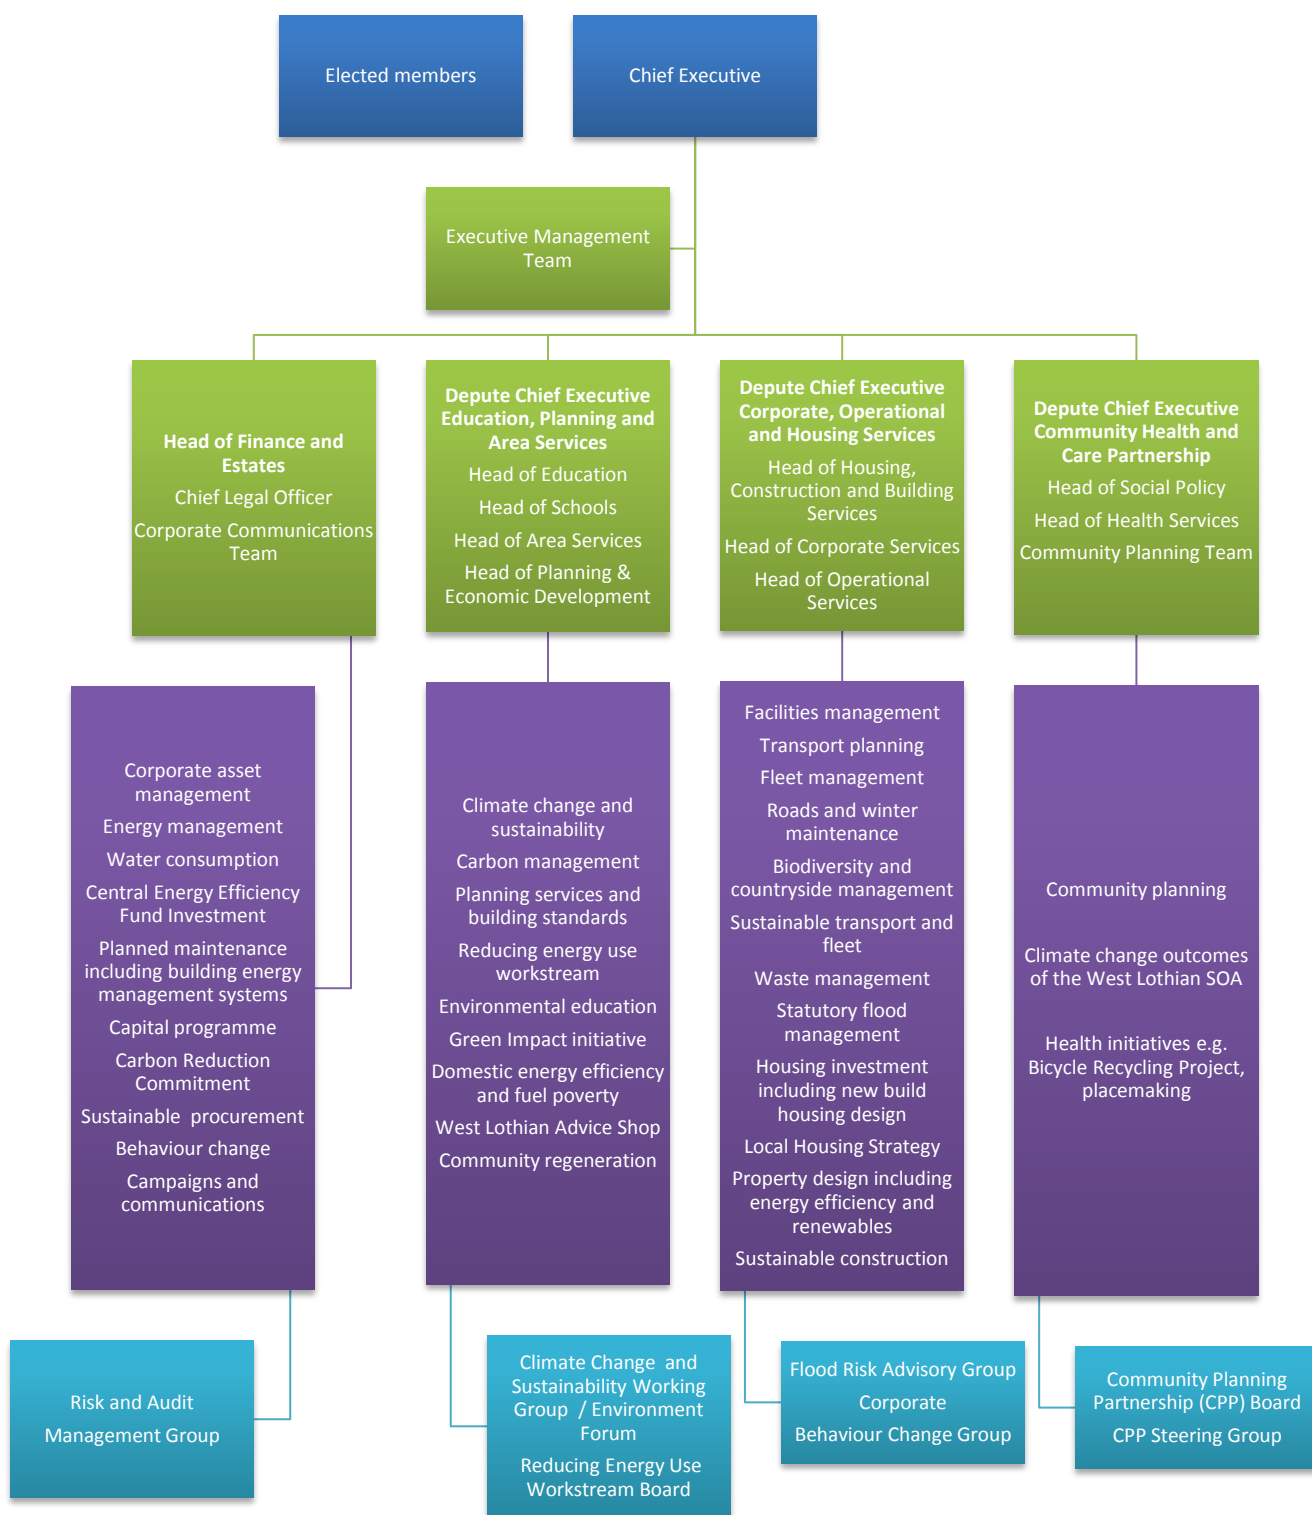 Elected members
Chief Executive
Executive Management
Team
Head of Finance and
Estates
Chief Legal Officer
Corporate Communications
Team
Depute Chief Executive
Education, Planning and
Area Services
Head of Education
Head of Schools
Head of Area Services
Head of Planning &
Economic Development
Depute Chief Executive
Corporate, Operational
and Housing Services
Head of Housing,
Construction and Building
Services
Head of Corporate Services
Head of Operational
Services
Depute Chief Executive
Community Health and
Care Partnership
Head of Social Policy
Head of Health Services
Community Planning Team
Corporate asset
management
Energy management
Water consumption
Central Energy Efficiency
Fund Investment
Planned maintenance
including building energy
management systems
Capital programme
Carbon Reduction
Commitment
Sustainable procurement
Behaviour change
Campaigns and
communications
Climate change and
sustainability
Carbon management
Planning services and
building standards
Reducing energy use
workstream
Environmental education
Green Impact initiative
Domestic energy efficiency
and fuel poverty
West Lothian Advice Shop
Community regeneration
Facilities management
Transport planning
Fleet management
Roads and winter
maintenance
Biodiversity and
countryside management
Sustainable transport and
fleet
Waste management
Statutory flood
management
Housing investment
including new build
housing design
Local Housing Strategy
Property design including
energy efficiency and
renewables
Sustainable construction
Community planning
Climate change outcomes
of the West Lothian SOA
Health initiatives e.g.
Bicycle Recycling Project,
placemaking
Risk and Audit
Management Group
Climate Change and
Sustainability Working
Group / Environment
Forum
Reducing Energy Use
Workstream Board
Flood Risk Advisory Group
Corporate
Behaviour Change Group
Community Planning
Partnership (CPP) Board
CPP Steering Group